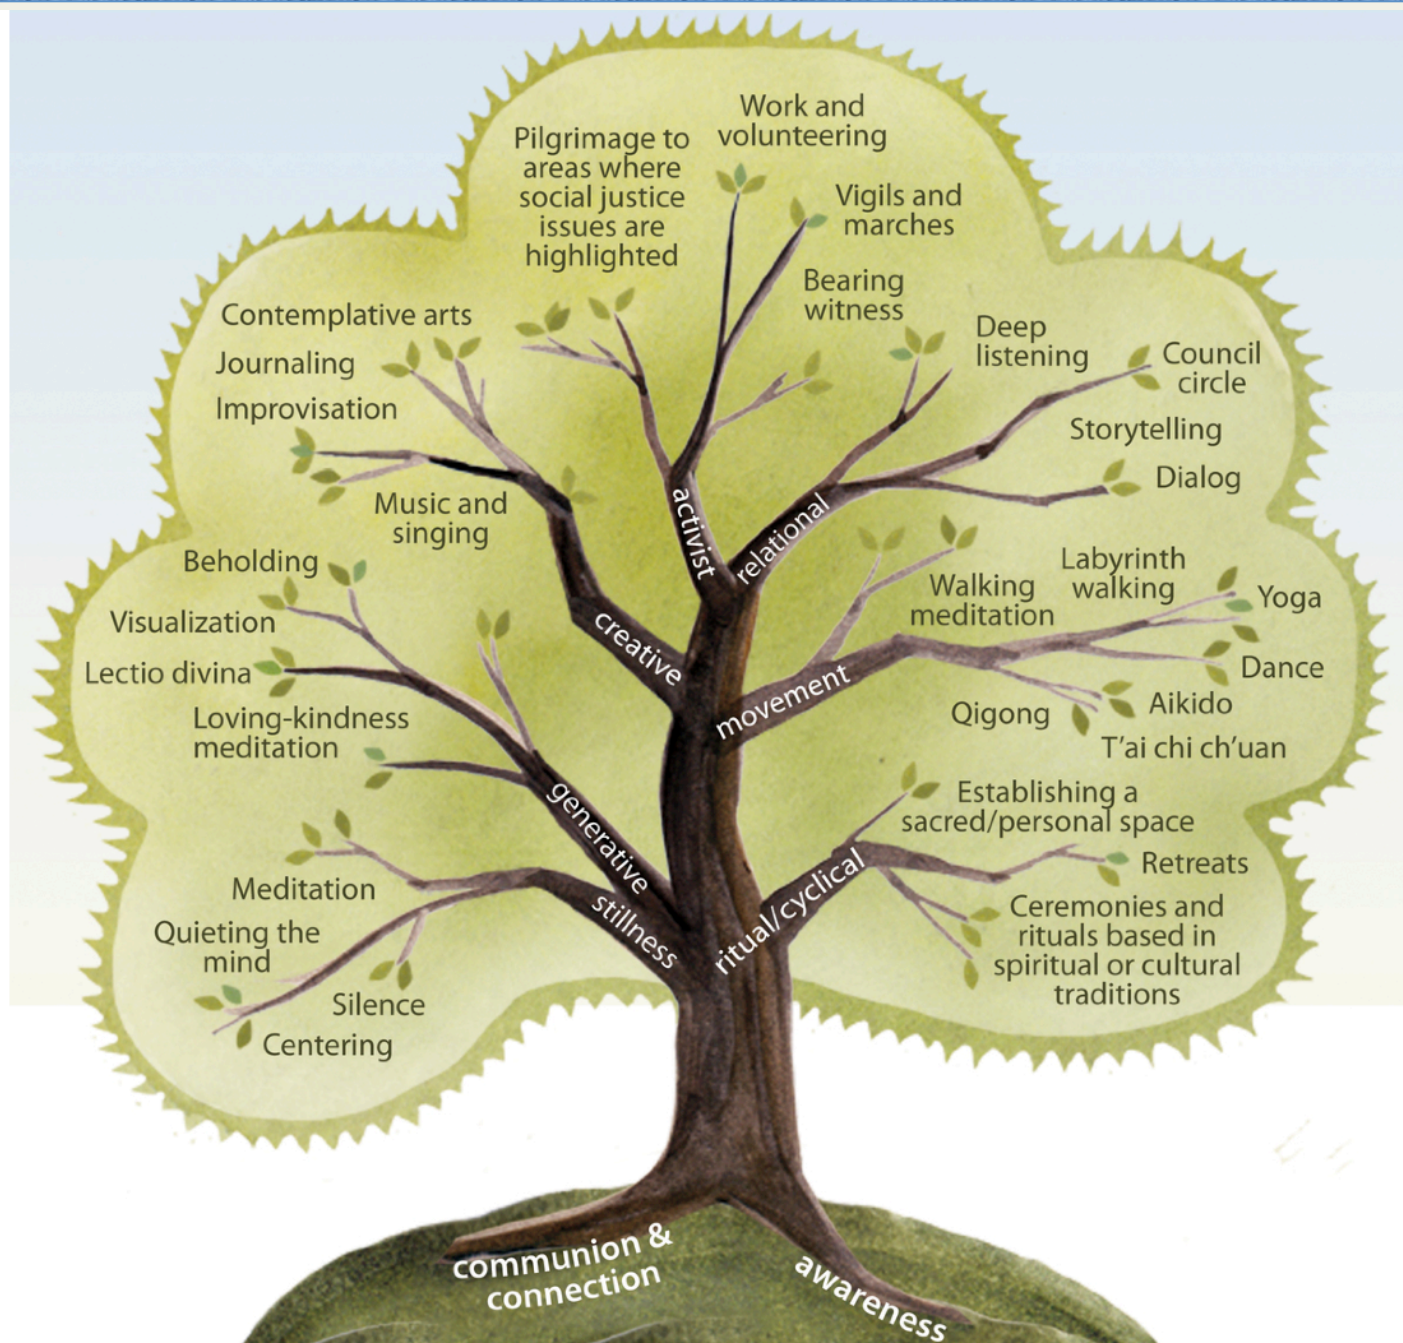 Work and
volunteering
Pilgrimage to
areas where
social justice
issues are
highlighted
Vigils and
marches
Bearing
witness
Deep
listening
Council
circle
Storytelling
Dialog
Contemplative arts
Journaling
Improvisation
Music and
singing
activist
relational
Beholding
Visualization
Lectio divina
Loving-kindness
meditation
creative
movement
Walking
meditation
Labyrinth
walking
Yoga
Dance
Aikido
Qigong
T'ai chi ch'uan
generative
stillness
ritual/cyclical
Establishing a
sacred/personal space
Retreats
Ceremonies and
rituals based in
spiritual or cultural
traditions
Meditation
Quieting the
mind
Silence
Centering
communion &
connection
awareness